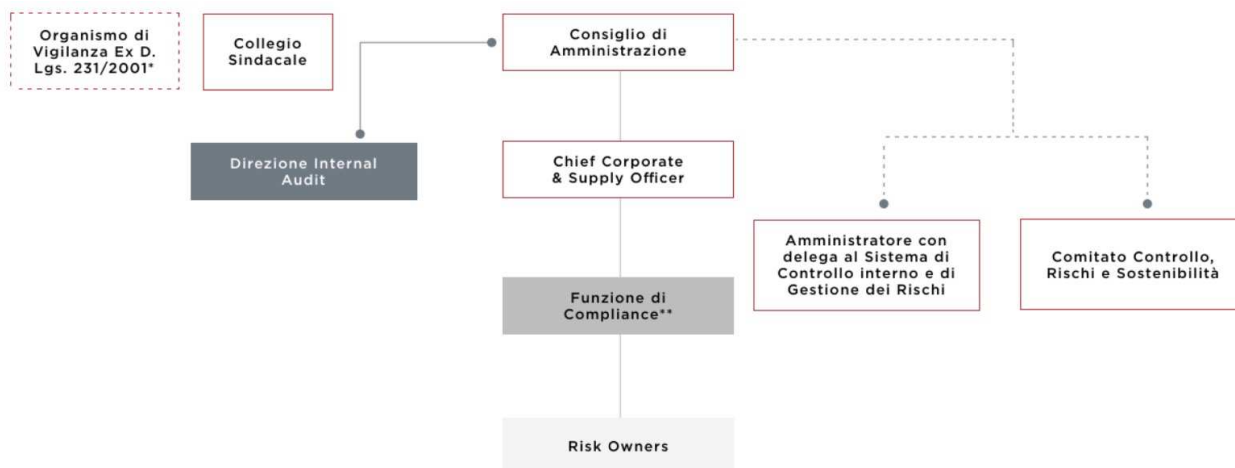 Organismo di
Vigilanza Ex D.
Lgs. 231/2001*
Collegio
Sindacale
Consiglio di
Amministrazione
Direzione Internal
Audit
Chief Corporate
& Supply Officer
Amministratore con
delega al Sistema di
Controllo interno e di
Gestione dei Rischi
Comitato Controllo,
Rischi e Sostenibilità
Funzione di
Compliance**
Risk Owners